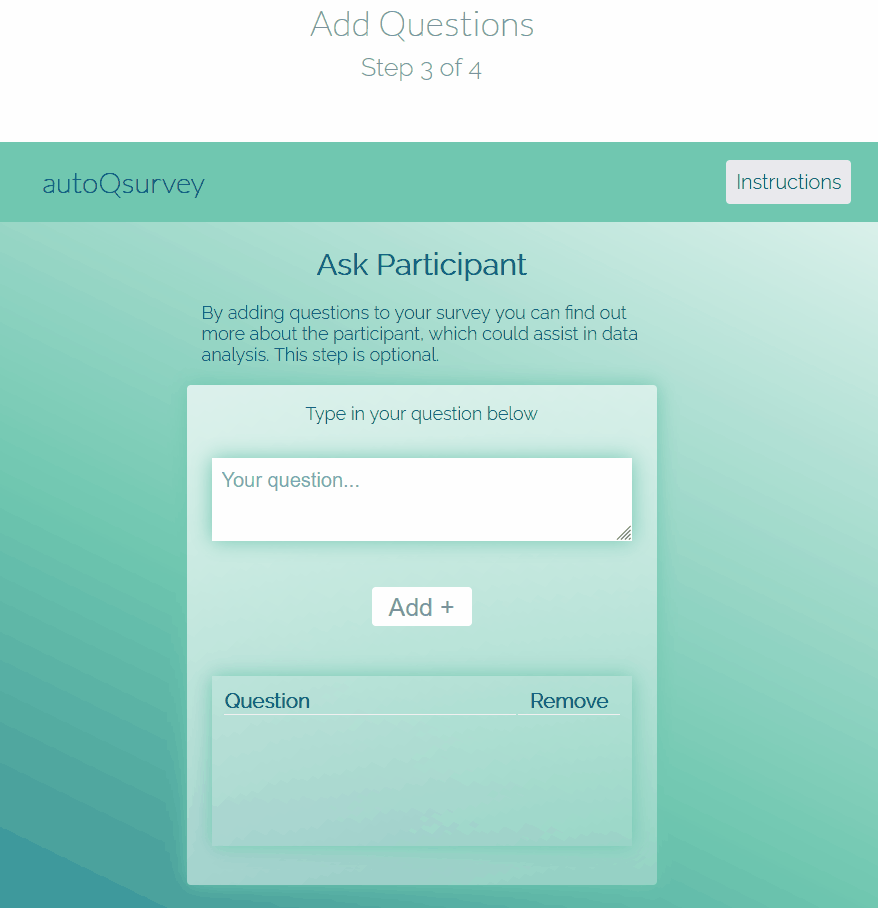 Add Questions
Step 3 of 4
autoQsurvey
Instructions
Ask Participant
By adding questions to your survey you can find out
more about the participant, which could assist in data
analysis. This step is optional.
Type in your question below
Your question...
Add +
Question Remove